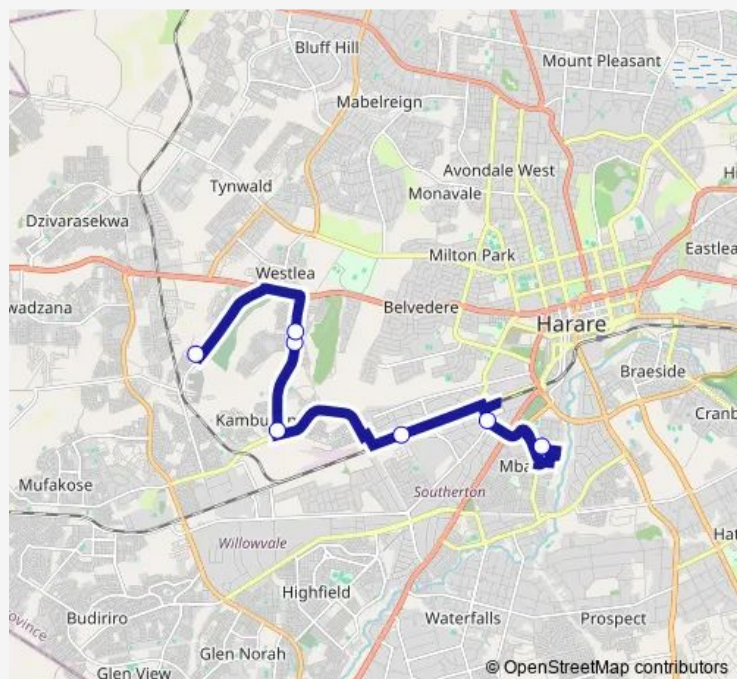 Bluff Hill
Mount Pleasant
Mabelreign
Avondale West
Tynwald
Monavale
Dzivarasekwa
Milton Park
Eastlea
Westlea
wadzana
Belvedere
Harare
Braeside
Kambu
Cranb
Mba
Mufakose
Southerton
Willowvale
Hat
Highfield
Budiriro
Waterfalls
Prospect
ovince
Glen Norah
Glen View
© OpenStreetMap contributors